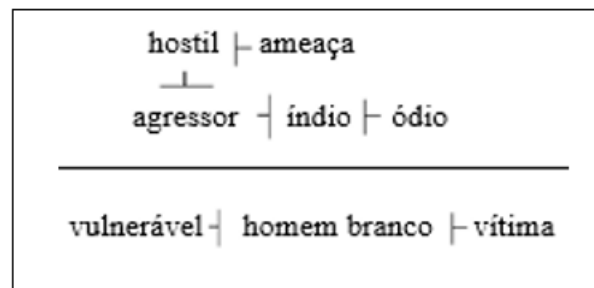 hostil ├ ameaça
┴
agressor ┤ índio ├ ódio
vulnerável ┤ homem branco ├ vítima